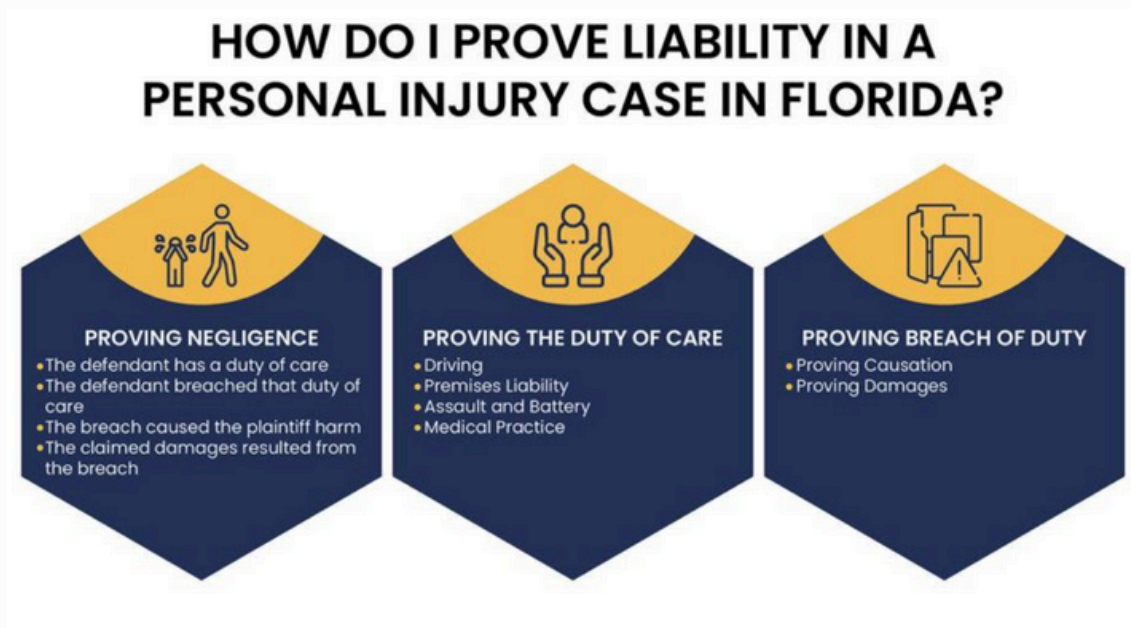 HOW DO I PROVE LIABILITY IN A
PERSONAL INJURY CASE IN FLORIDA?
PROVING NEGLIGENCE
•The defendant has a duty of care
•The defendant breached that duty of
care
•The breach caused the plaintiff harm
•The claimed damages resulted from
the breach
PROVING THE DUTY OF CARE
•Driving
•Premises Liability
•Assault and Battery
•Medical Practice
PROVING BREACH OF DUTY
•Proving Causation
•Proving Damages